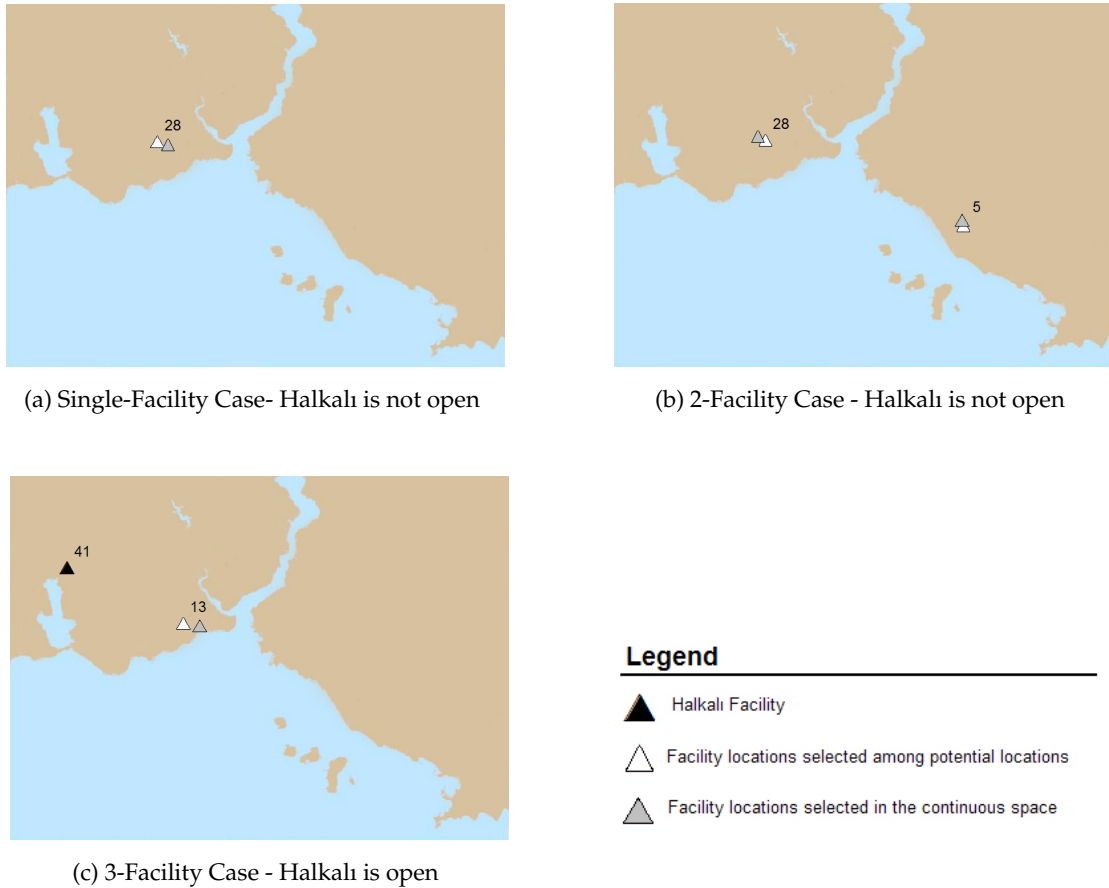 28
28
5
(a) Single-Facility Case- Halkalı is not open
(b) 2-Facility Case - Halkalı is not open
41
13
(c) 3-Facility Case - Halkalı is open
Legend
Halkalı Facility
Facility locations selected among potential locations
Facility locations selected in the continuous space